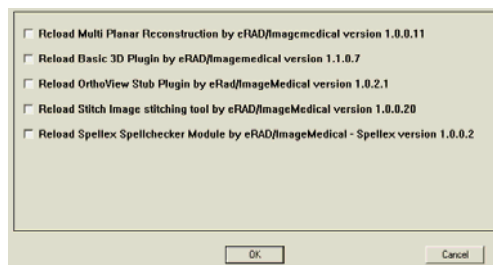 Reload Multi Planar Reconstruction by eRAD/Imagemedical version 1.0.0.11
Reload Basic 3D Plugin by eRAD/Imagemedical version 1.1.0.7
Reload OrthoView Stub Plugin by eRad/ImageMedical version 1.0.2.1
Reload Stitch Image stitching tool by eRAD/ImageMedical version 1.0.0.20
Reload Spellex Spellchecker Module by eRAD/ImageMedical - Spellex version 1.0.0.2
OK
Cancel